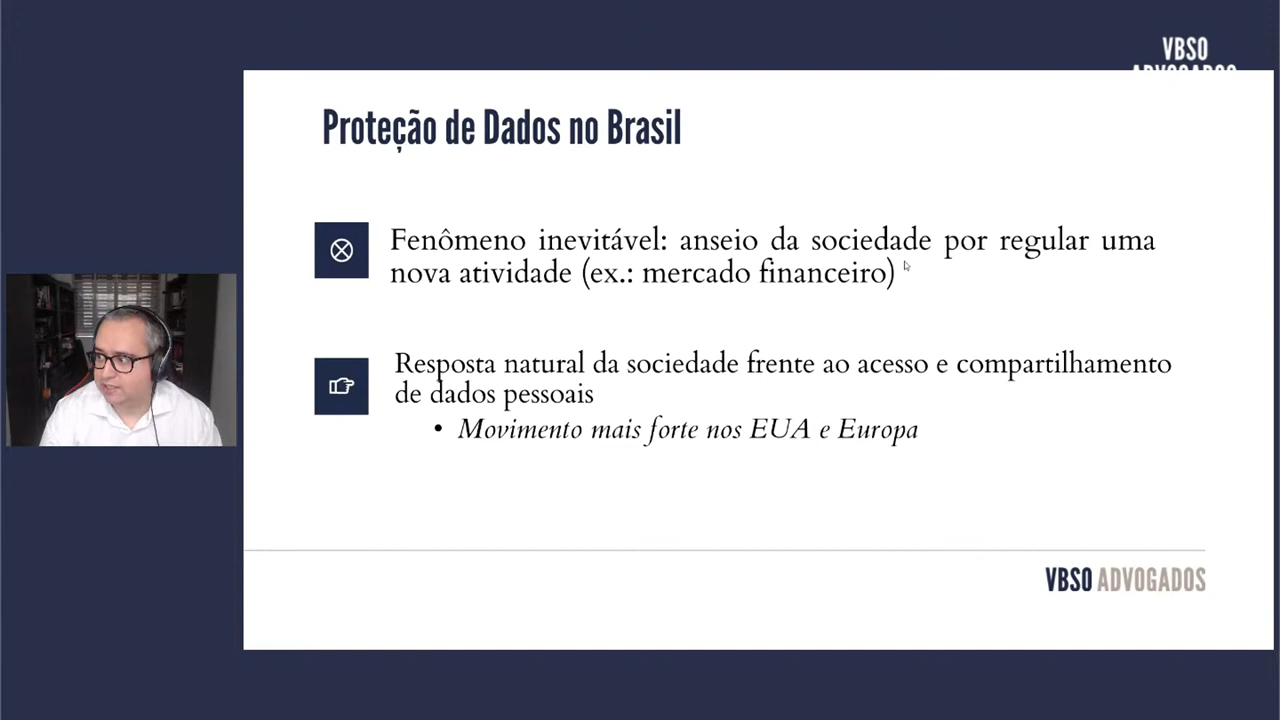 VBSO
ADVOGADOS
Proteção de Dados no Brasil
Fenômeno inevitável: anseio da sociedade por regular uma
nova atividade (ex.: mercado financeiro)
Resposta natural da sociedade frente ao acesso e compartilhamento
de dados pessoais
• Movimento mais forte nos EUA e Europa
VBSO ADVOGADOS